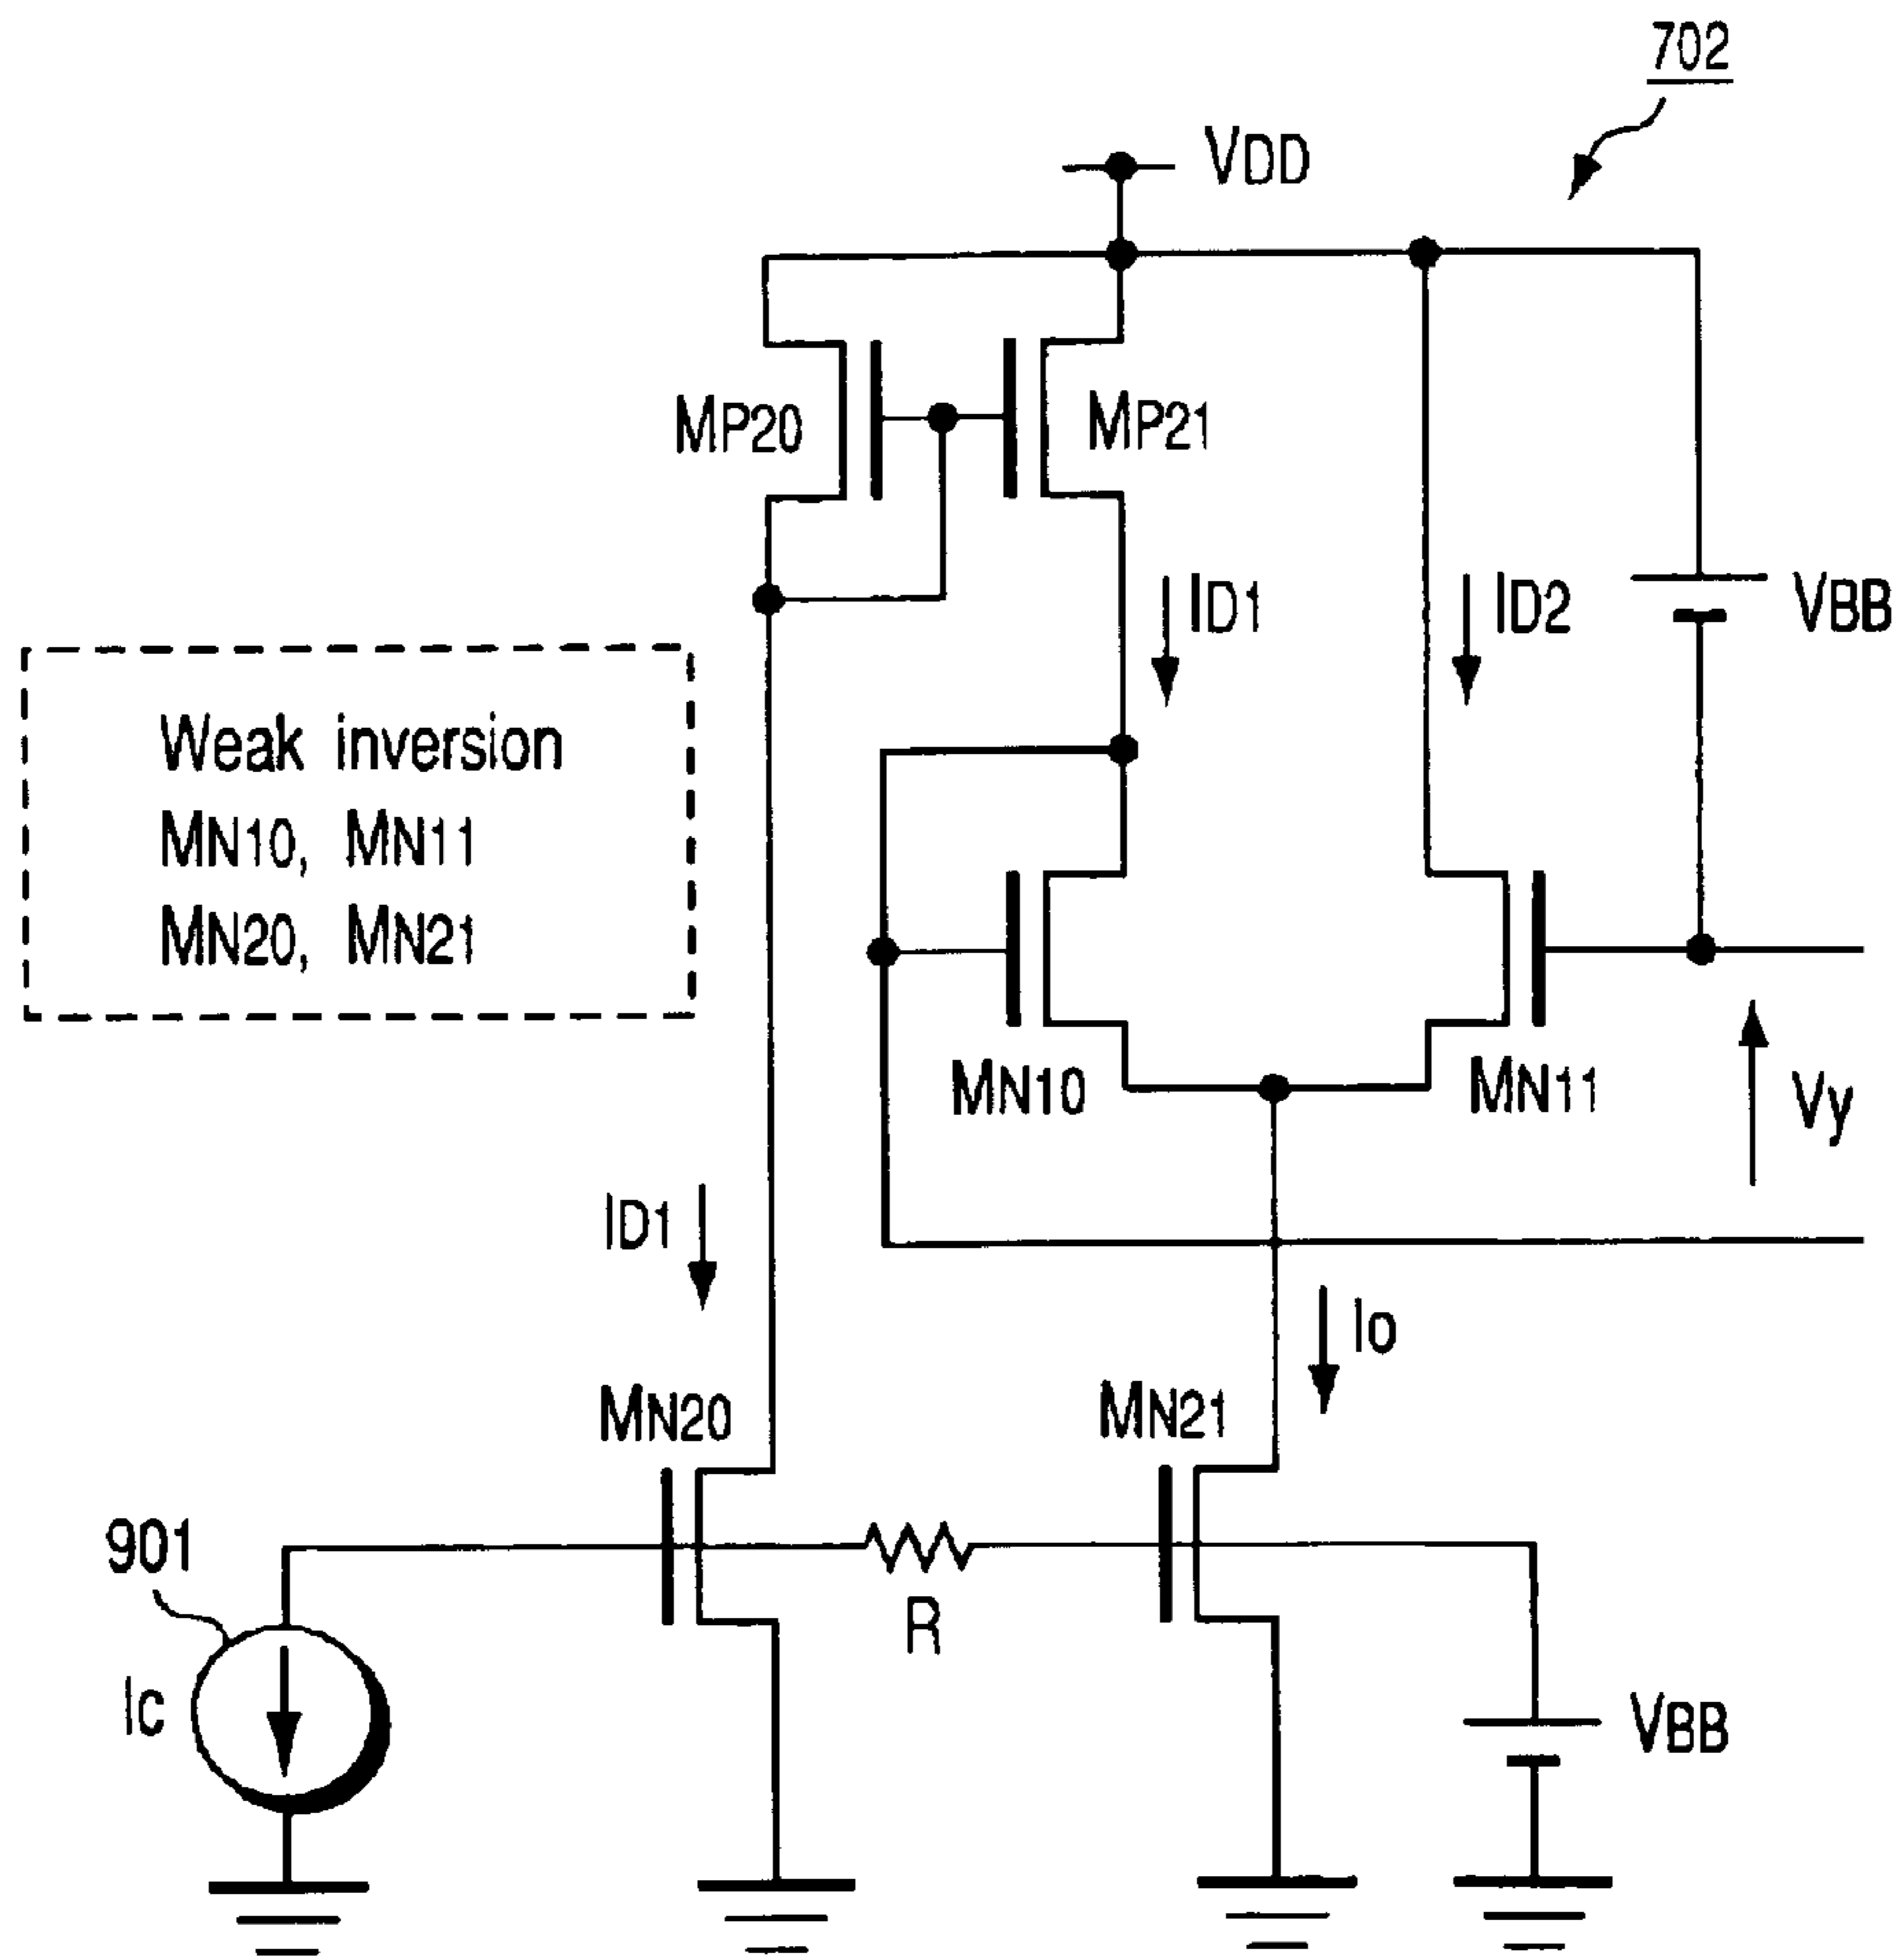 702
VDD
MP20
MP21
ID1
ID2
VBB
Weak inversion
MN10, MN11
MN20, MN21
MN10
MN11
Vy
ID1
Io
MN20
MN21
901
R
Ic
VBB